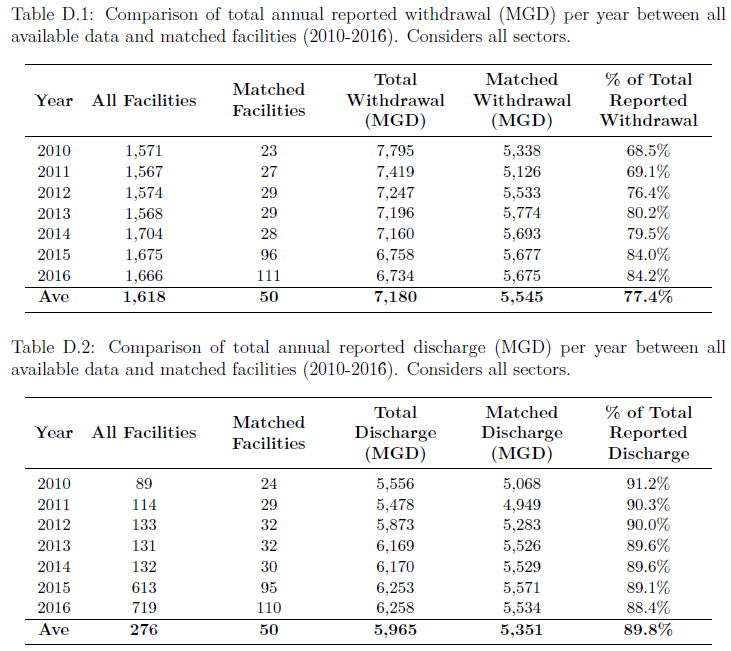 Table D.1: Comparison of total annual reported withdrawal (MGD) per year between all
available data and matched facilities (2010-2016). Considers all sectors.
Year All Facilities Matched Facilities Total Withdrawal (MGD) Matched Withdrawal (MGD) % of Total Reported Withdrawal
2010 1,571 23 7,795 5,338 68.5%
2011 1,567 27 7,419 5,126 69.1%
2012 1,574 29 7,247 5,533 76.4%
2013 1,568 29 7,196 5,774 80.2%
2014 1,704 28 7,160 5,693 79.5%
2015 1,675 96 6,758 5,677 84.0%
2016 1,666 111 6,734 5,675 84.2%
Ave 1,618 50 7,180 5,545 77.4%
Table D.2: Comparison of total annual reported discharge (MGD) per year between all
available data and matched facilities (2010-2016). Considers all sectors.
Year All Facilities Matched Facilities Total Discharge (MGD) Matched Discharge (MGD) % of Total Reported Discharge
2010 89 24 5,556 5,068 91.2%
2011 114 29 5,478 4,949 90.3%
2012 133 32 5,873 5,283 90.0%
2013 131 32 6,169 5,526 89.6%
2014 132 30 6,170 5,529 89.6%
2015 613 95 6,253 5,571 89.1%
2016 719 110 6,258 5,534 88.4%
Ave 276 50 5,965 5,351 89.8%